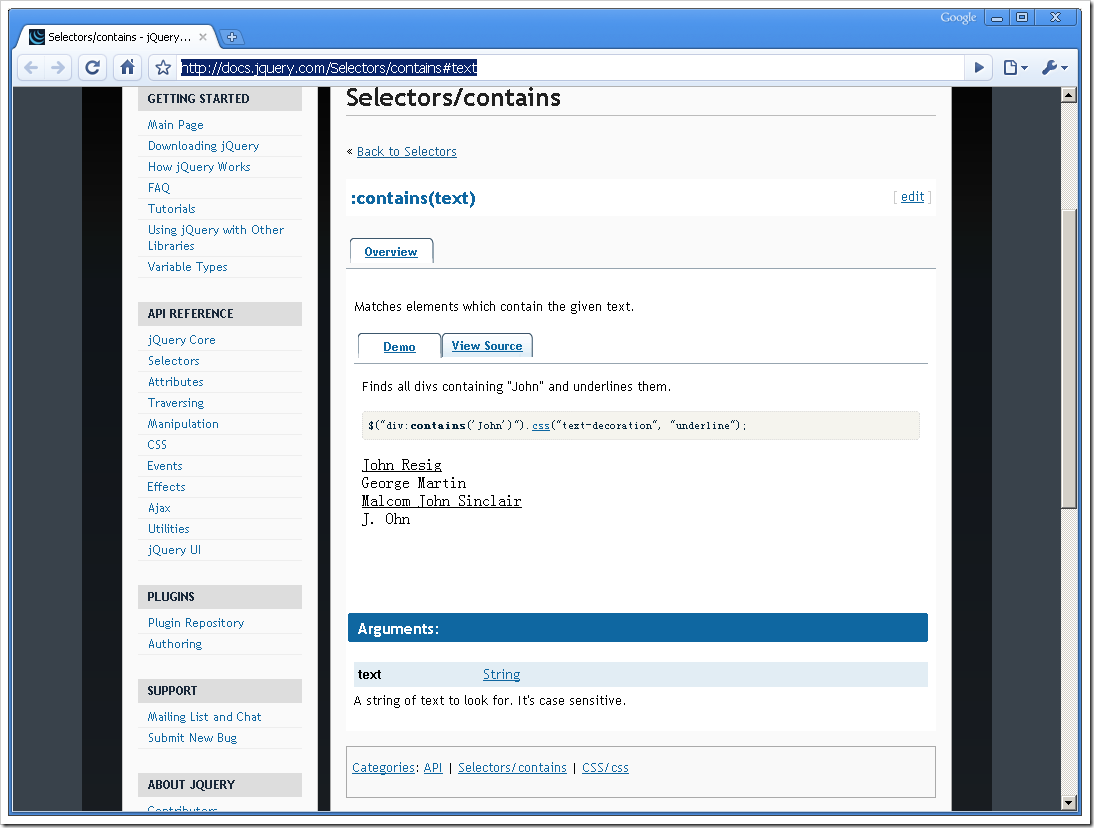 Google
Selectors/contains - jQuery...
http://docs.jquery.com/Selectors/contains#text
GETTING STARTED
Main Page
Downloading jQuery
How jQuery Works
FAQ
Tutorials
Using jQuery with Other
Libraries
Variable Types
API REFERENCE
jQuery Core
Selectors
Attributes
Traversing
Manipulation
CSS
Events
Effects
Ajax
Utilities
jQuery UI
PLUGINS
Plugin Repository
Authoring
SUPPORT
Mailing List and Chat
Submit New Bug
ABOUT JQUERY
Contributors
Selectors/contains
« Back to Selectors
:contains(text)
[ edit ]
Overview
Matches elements which contain the given text.
Demo
View Source
Finds all divs containing "John" and underlines them.
$("div:contains('John')").css("text-decoration", "underline");
John Resig
George Martin
Malcom John Sinclair
J. Ohn
Arguments:
text String
A string of text to look for. It's case sensitive.
Categories: API | Selectors/contains | CSS/css